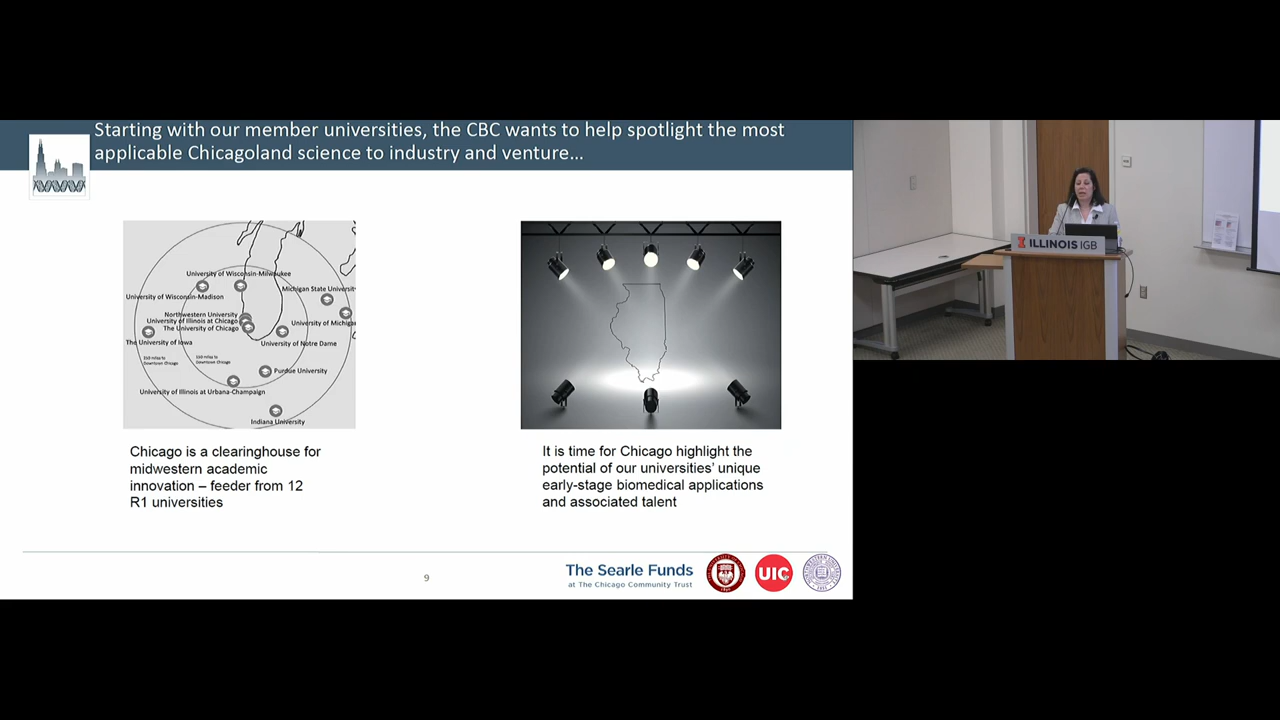 Starting with our member universities, the CBC wants to help spotlight the most
applicable Chicagoland science to industry and venture…
University of Wisconsin-Milwaukee
Michigan State Universit
University of Wisconsin-Madison
Northwestern University
University of Illinois at Chicago
The University of Chicago
University of Michigan
The University of Iowa
University of Notre Dame
Purdue University
University of Illinois at Urbana-Champaign
Indiana University
Chicago is a clearinghouse for
midwestern academic
innovation – feeder from 12
R1 universities
It is time for Chicago highlight the
potential of our universities' unique
early-stage biomedical applications
and associated talent
9
The Searle Funds
at The Chicago Community Trust
UIC
I ILLINOIS IGB